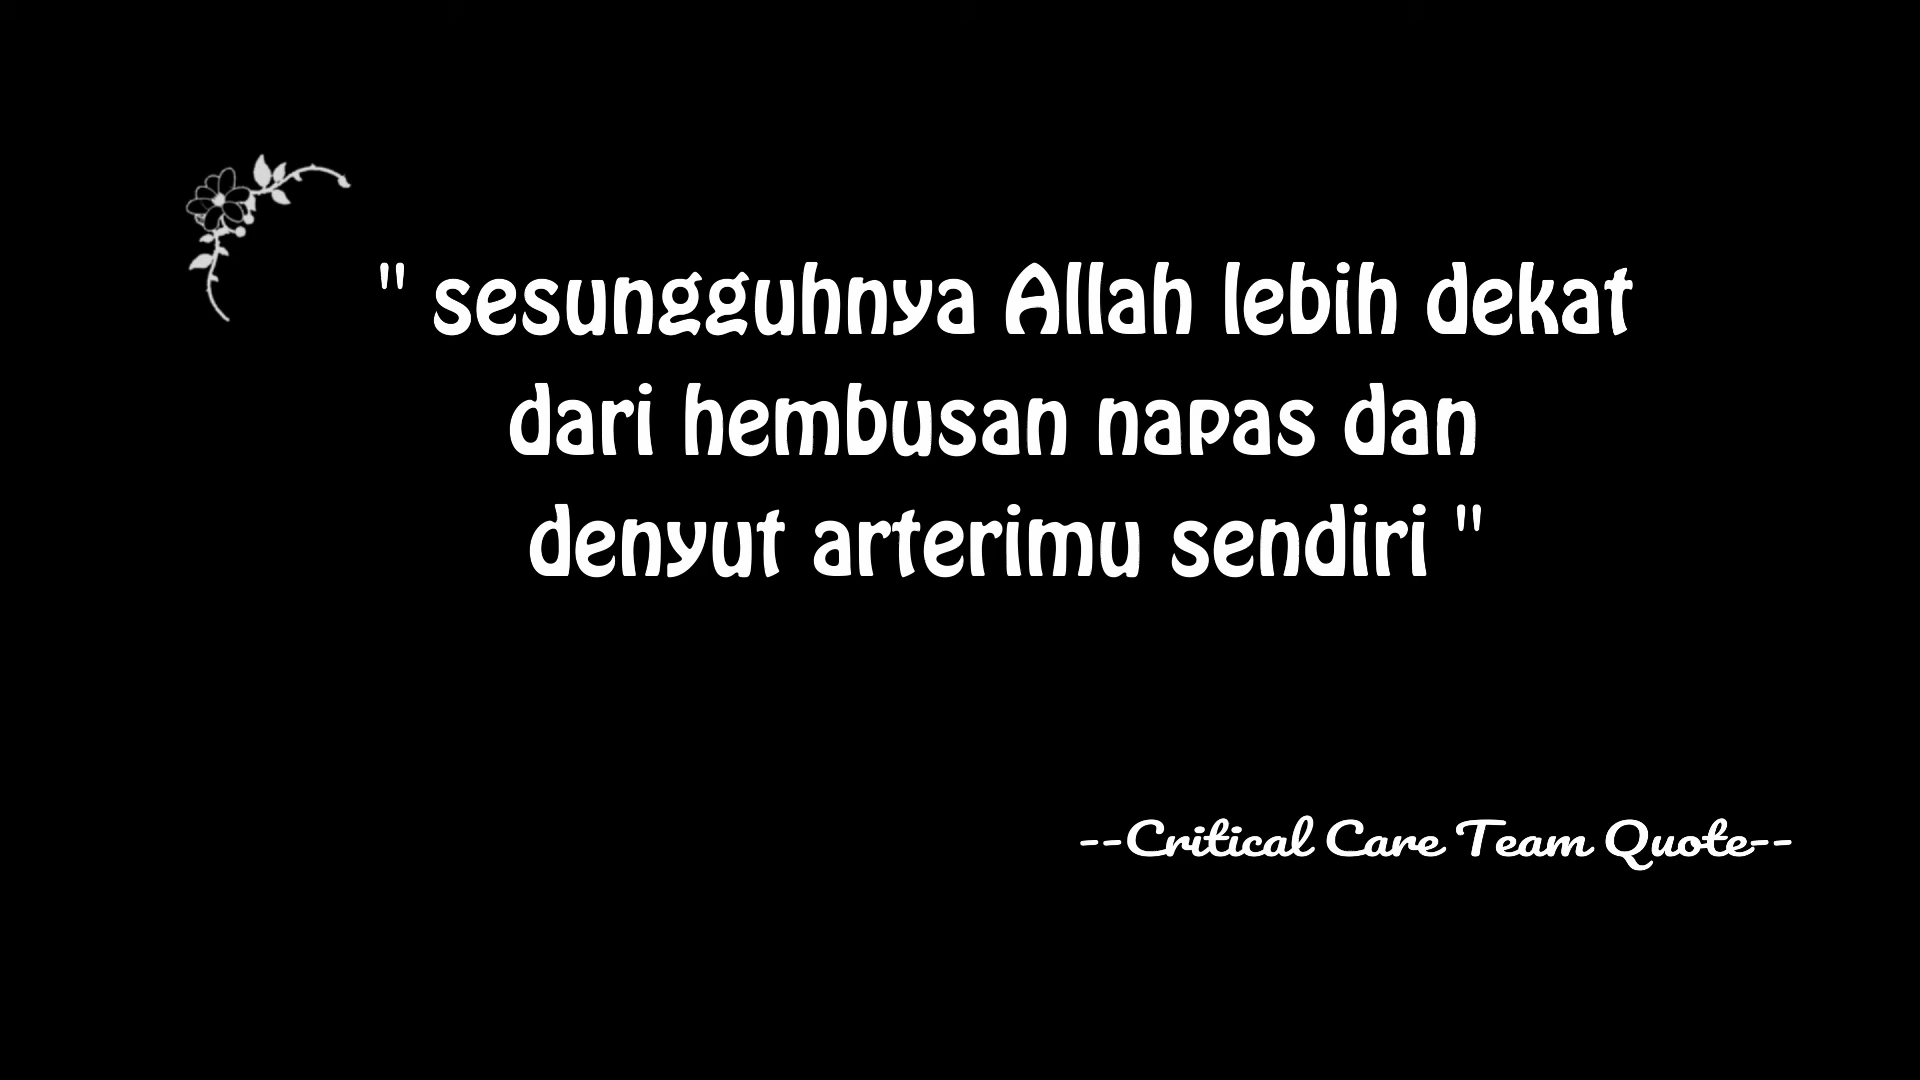 " sesungguhnya Allah lebih dekat
dari hembusan napas dan
denyut arterimu sendiri "
--Critical Care Team Quote--